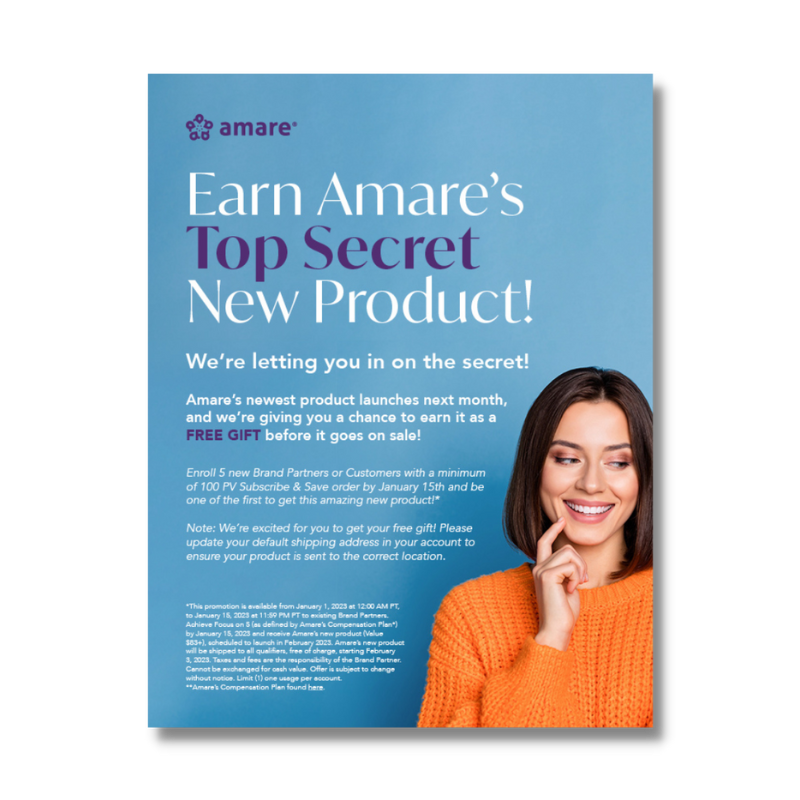 amare®
Earn Amare's
Top Secret
New Product!
We're letting you in on the secret!
Amare's newest product launches next month,
and we're giving you a chance to earn it as a
FREE GIFT before it goes on sale!
Enroll 5 new Brand Partners or Customers with a minimum
of 100 PV Subscribe & Save order by January 15th and be
one of the first to get this amazing new product!*
Note: We're excited for you to get your free gift! Please
update your default shipping address in your account to
ensure your product is sent to the correct location.
*This promotion is available from January 1, 2023 at 12:00 AM PT,
to January 15, 2023 at 11:59 PM PT to existing Brand Partners.
Achieve Focus on 5 (as defined by Amare's Compensation Plan*)
by January 15, 2023 and receive Amare's new product (Value
$65+), scheduled to launch in February 2023. Amare's new product
will be shipped to all qualifiers, free of charge, starting February
3, 2023. Taxes and fees are the responsibility of the Brand Partner.
Cannot be exchanged for cash value. Offer is subject to change
without notice. Limit (1) one usage per account.
**Amare's Compensation Plan found here.